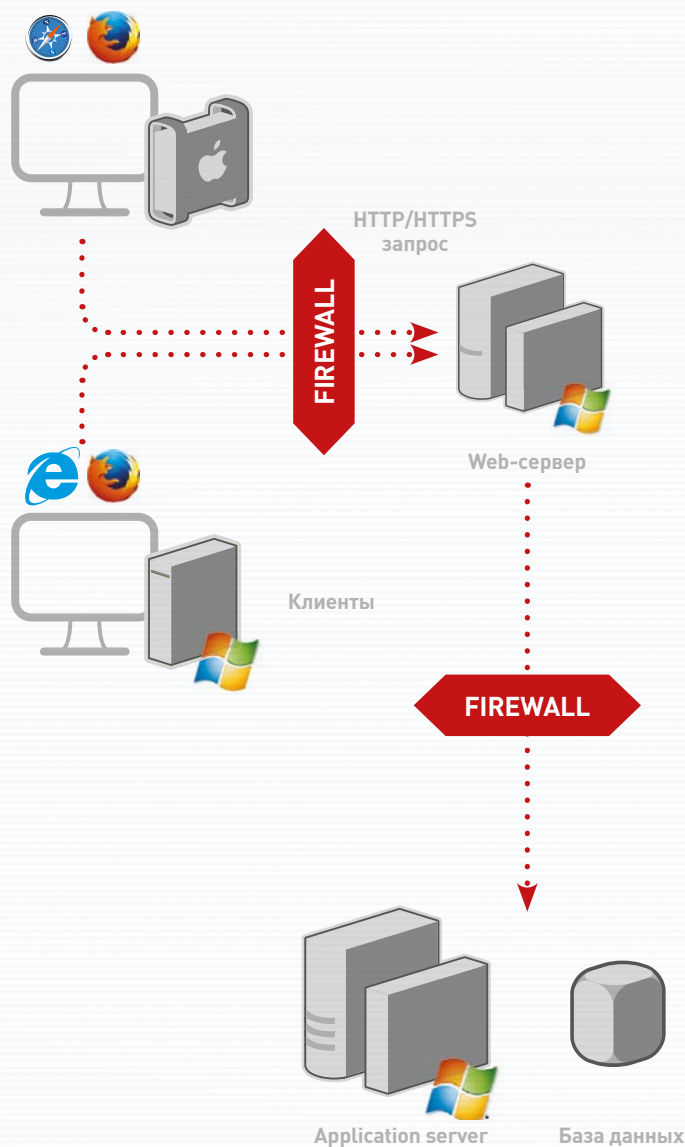 HTTP/HTTPS
запрос
FIREWALL
Web-сервер
Клиенты
FIREWALL
Application server
База данных